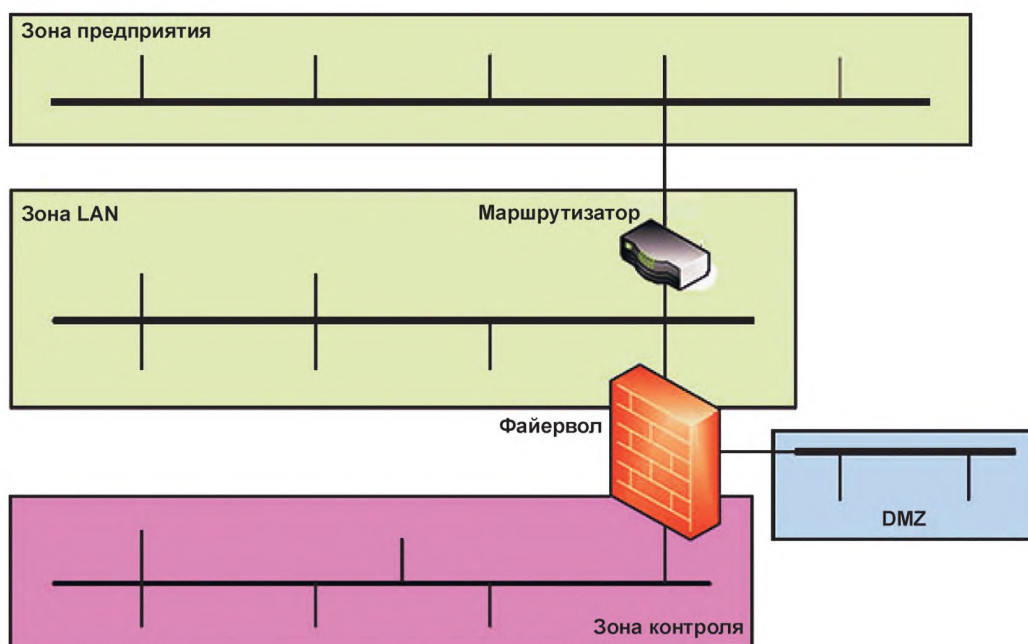 Зона предприятия
Зона LAN
Маршрутизатор
Файервол
DMZ
Зона контроля